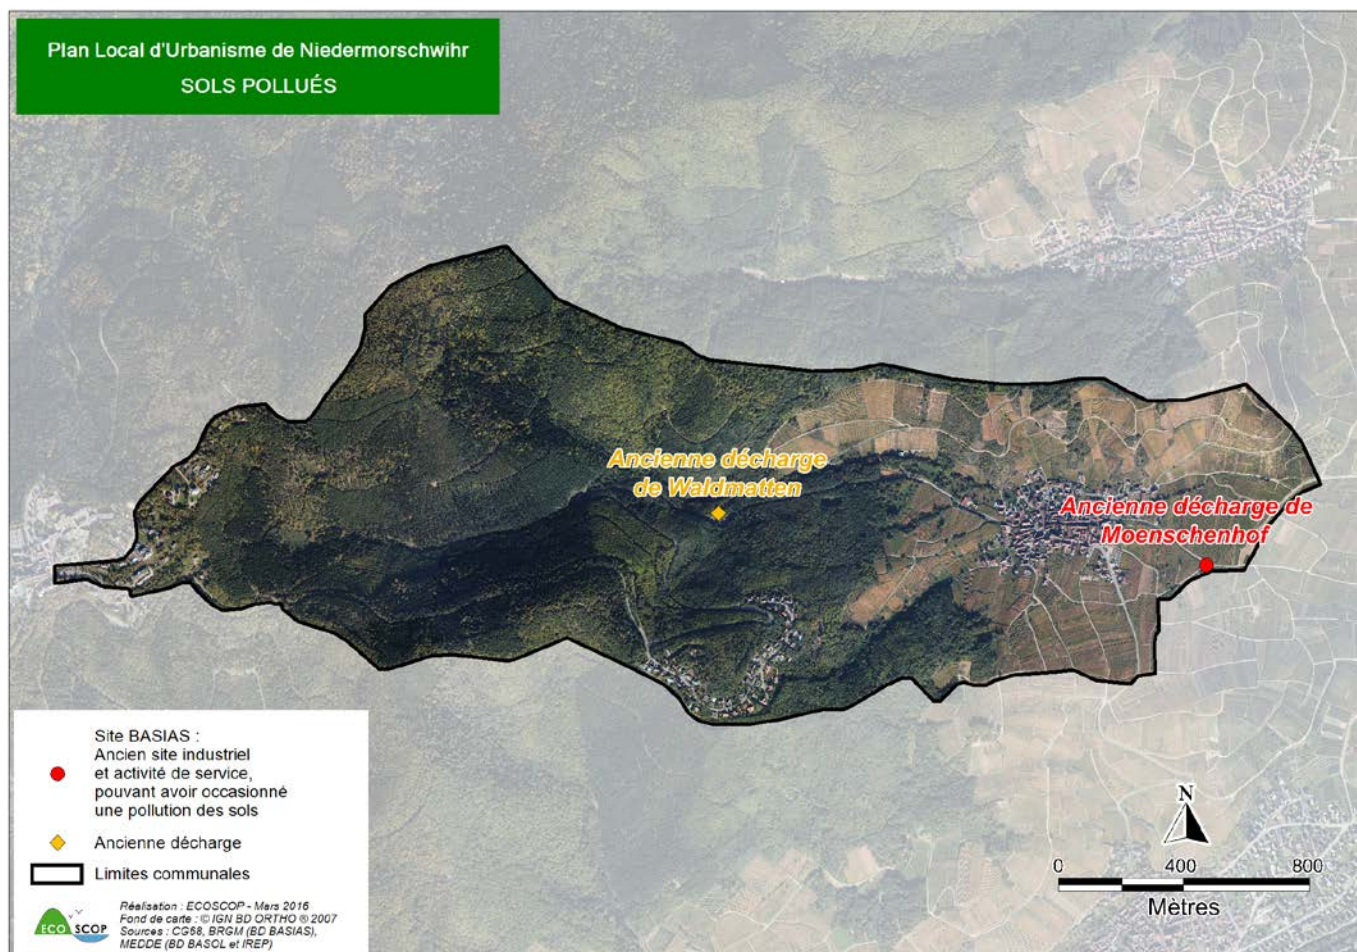 Plan Local d'Urbanisme de Niedermorschwihr
SOLS POLLUÉS
Ancienne décharge
de Waldmatten
Ancienne décharge de
Moenschenhof
Site BASIAS :
Ancien site industriel
et activité de service,
pouvant avoir occasionné
une pollution des sols
Ancienne décharge
Limites communales
ECO SCOP
Réalisation : ECOSCOP - Mars 2016
Fond de carte : © IGN BD ORTHO ® 2007
Sources : CG68, BRGM (BD BASIAS),
MEDDE (BD BASOL et IREP)
N
0 400 800
Mètres